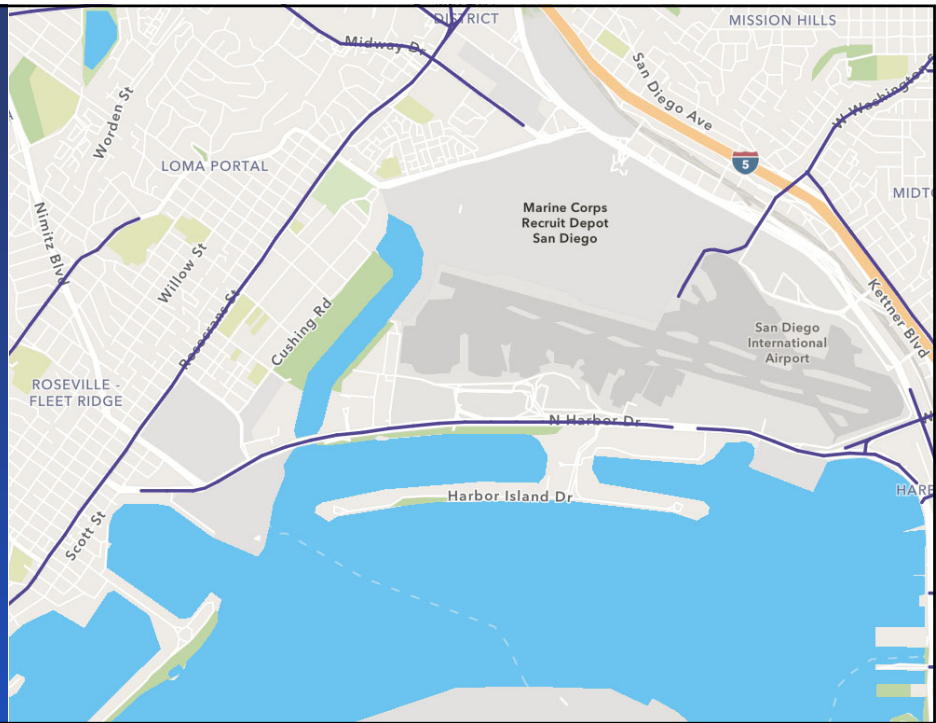 DISTRICT
MISSION HILLS
Midway Dr
San Diego Ave
W Washington
Worden St
LOMA PORTAL
5
MIDT
Marine Corps
Recruit Depot
San Diego
Nimitz Blvd
Willow St
Rosecrans St
Cushing Rd
Kettner Blvd
San Diego
International
Airport
ROSEVILLE -
FLEET RIDGE
N Harbor Dr
N
Harbor Island Dr
HARB
Scott St